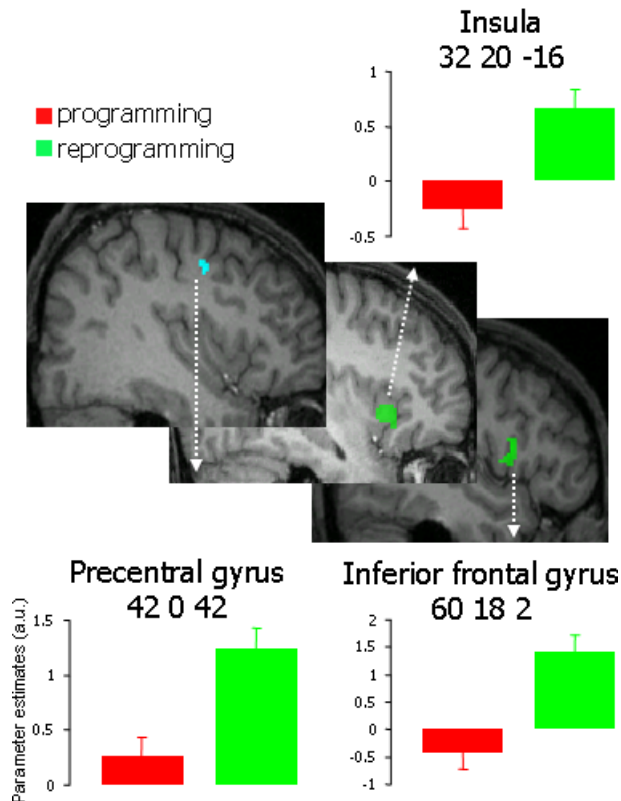 Insula
32 20 -16
programming
reprogramming
1
0.5
0
-0.5
Precentral gyrus
42 0 42
Parameter estimates (a.u.)
1.5
1
0.5
0
Inferior frontal gyrus
60 18 2
2
1.5
1
0.5
0
-0.5
-1